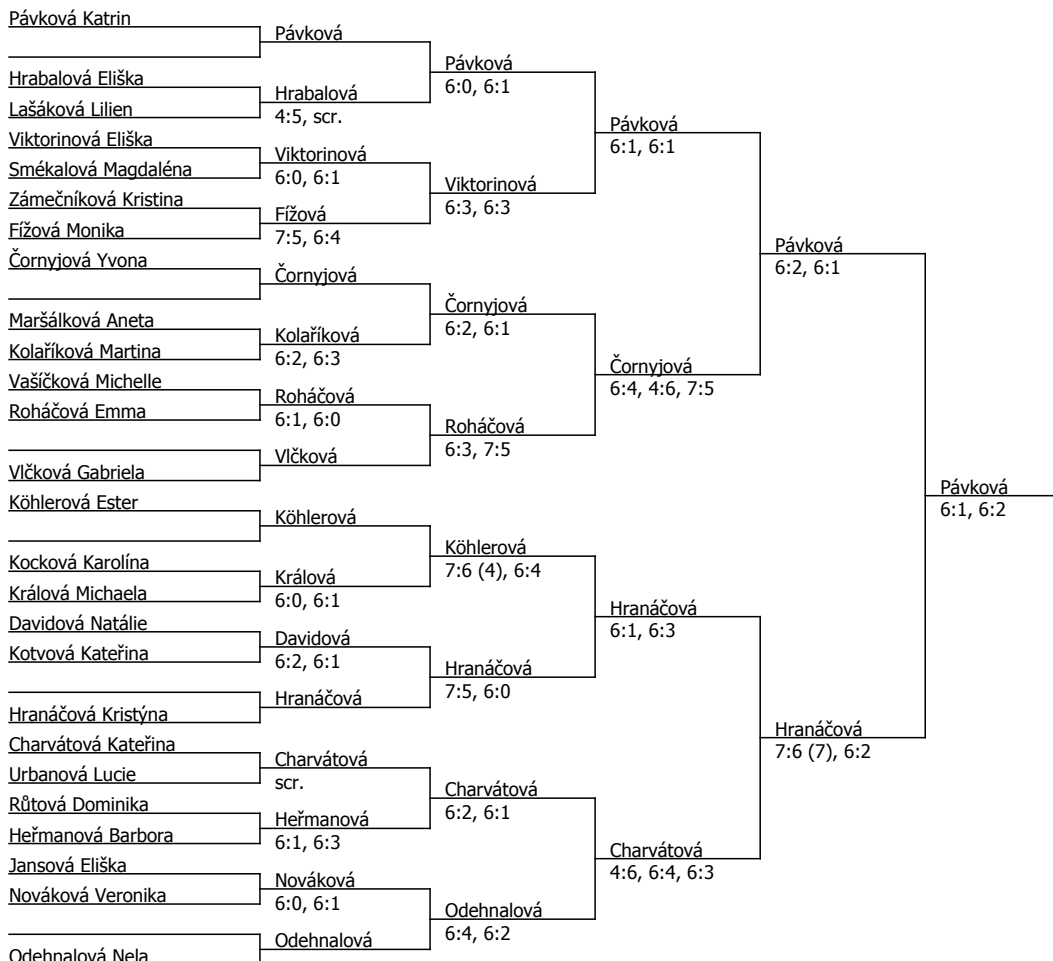 Pávková Katrin
Hrabalová Eliška
Lašáková Lilien
Viktorinová Eliška
Smékalová Magdaléna
Zámečníková Kristina
Fížová Monika
Čornyjová Yvona
Maršálková Aneta
Kolaříková Martina
Vašíčková Michelle
Roháčová Emma
Vlčková Gabriela
Köhlerová Ester
Kocková Karolína
Králová Michaela
Davidová Natálie
Kotvová Kateřina
Hranáčová Kristýna
Charvátová Kateřina
Urbanová Lucie
Růtová Dominika
Heřmanová Barbora
Jansová Eliška
Nováková Veronika
Odehnalová Nela
Pávková
Hrabalová
4:5, scr.
Viktorinová
6:0, 6:1
Fížová
7:5, 6:4
Čornyjová
Kolaříková
6:2, 6:3
Roháčová
6:1, 6:0
Vlčková
Köhlerová
Králová
6:0, 6:1
Davidová
6:2, 6:1
Hranáčová
Charvátová
scr.
Heřmanová
6:1, 6:3
Nováková
6:0, 6:1
Odehnalová
Pávková
6:0, 6:1
Viktorinová
6:3, 6:3
Čornyjová
6:2, 6:1
Roháčová
6:3, 7:5
Köhlerová
7:6 (4), 6:4
Hranáčová
7:5, 6:0
Charvátová
6:2, 6:1
Odehnalová
6:4, 6:2
Pávková
6:1, 6:1
Čornyjová
6:4, 4:6, 7:5
Hranáčová
6:1, 6:3
Charvátová
4:6, 6:4, 6:3
Pávková
6:2, 6:1
Hranáčová
7:6 (7), 6:2
Pávková
6:1, 6:2